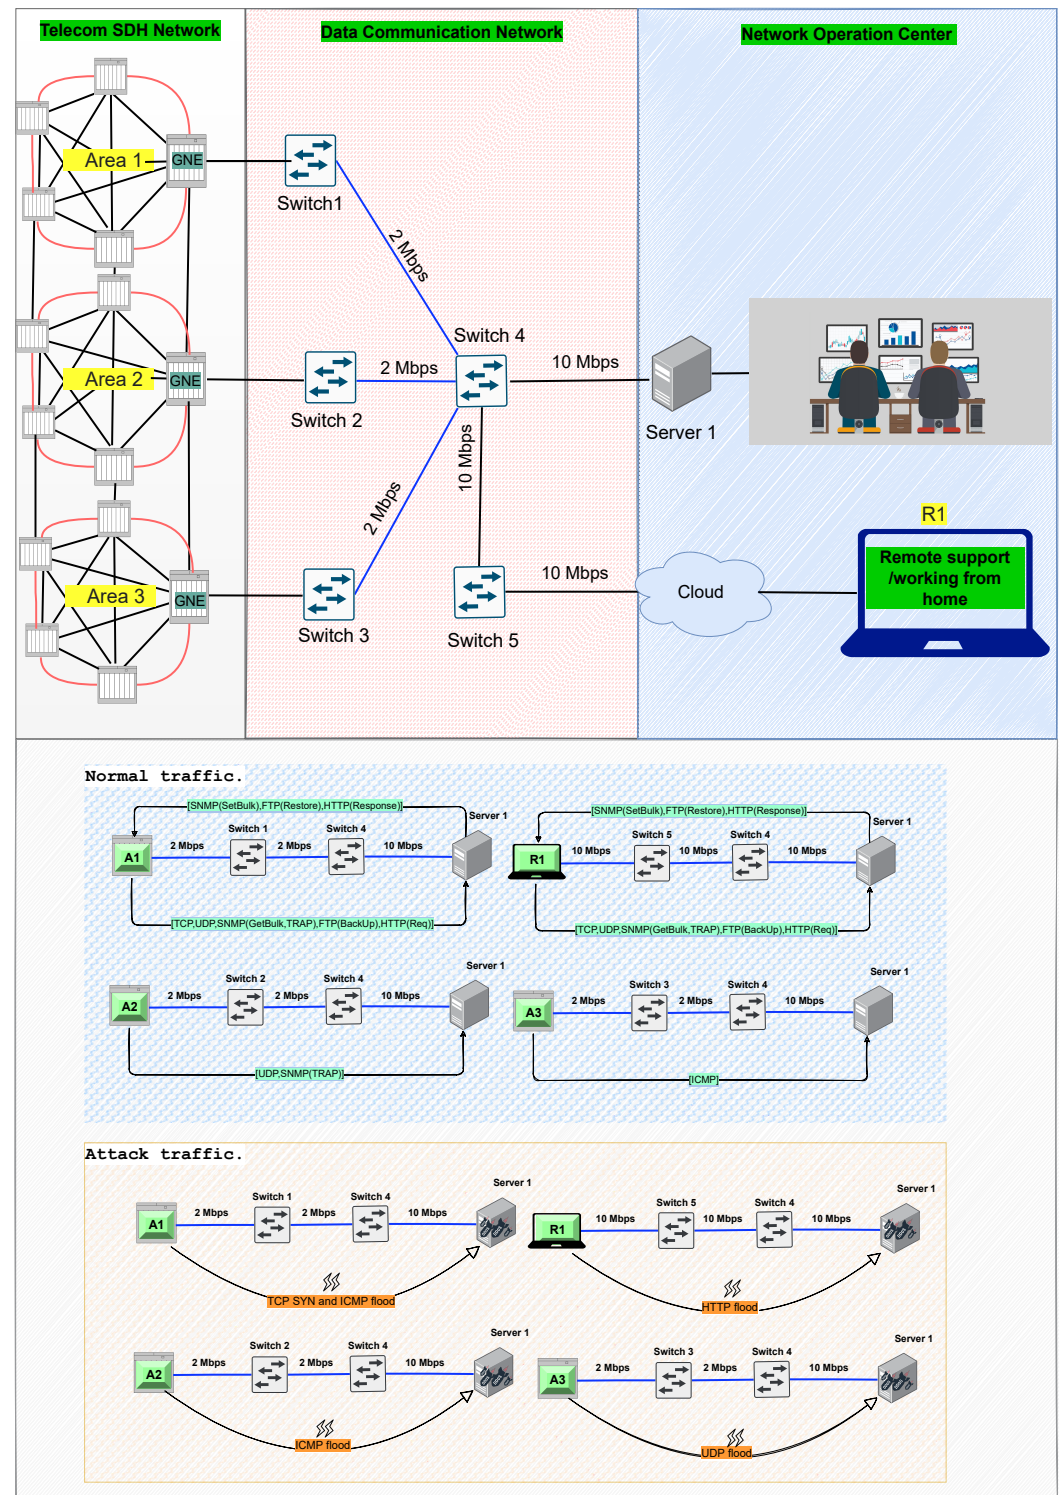 Telecom SDH Network
Data Communication Network
Network Operation Center
Area 1
GNE
Switch1
2 Mbps
Switch 4
Area 2
GNE
2 Mbps
10 Mbps
Switch 2
Server 1
10 Mbps
2 Mbps
R1
Remote support
/working from
home
Area 3
GNE
10 Mbps
Cloud
Switch 3
Switch 5
Normal traffic.
[SNMP(SetBulk),FTP(Restore),HTTP(Response)]
Server 1
Switch 1
Switch 4
A1
2 Mbps
2 Mbps
10 Mbps
[TCP,UDP,SNMP(GetBulk,TRAP),FTP(BackUp),HTTP(Req)]
[SNMP(SetBulk),FTP(Restore),HTTP(Response)]
Server 1
Switch 5
Switch 4
R1
10 Mbps
10 Mbps
10 Mbps
[TCP,UDP,SNMP(GetBulk,TRAP),FTP(BackUp),HTTP(Req)]
Server 1
Switch 2
Switch 4
A2
2 Mbps
2 Mbps
10 Mbps
[UDP,SNMP(TRAP)]
Server 1
Switch 3
Switch 4
A3
2 Mbps
2 Mbps
10 Mbps
[ICMP]
Attack traffic.
Server 1
Switch 1
Switch 4
A1
2 Mbps
2 Mbps
10 Mbps
TCP SYN and ICMP flood
Server 1
Switch 5
Switch 4
R1
10 Mbps
10 Mbps
10 Mbps
HTTP flood
Server 1
Switch 2
Switch 4
A2
2 Mbps
2 Mbps
10 Mbps
ICMP flood
Server 1
Switch 3
Switch 4
A3
2 Mbps
2 Mbps
10 Mbps
UDP flood